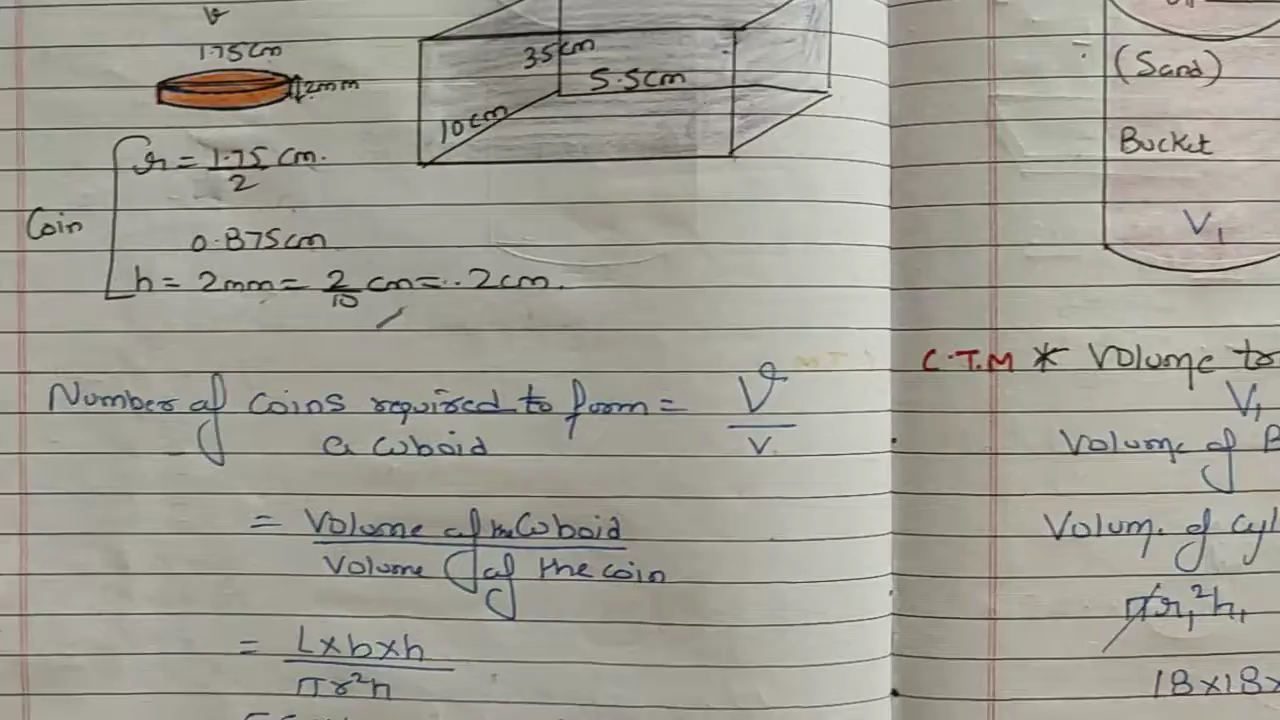 v
1.75cm
2mm
35cm
5.5cm
10cm
r = 1.75 cm.
2
Coin
0.875cm
h = 2mm = 2/10 cm = .2cm.
Number of coins required to form = V/v
a cuboid
= Volume of the Cuboid
Volume of the coin
= L×b×h
πr²h
(Sand)
Bucket
V₁
C.T.M * Volume to
V₁
Volume of B
Volum. of Cyl
πr₁²h₁
18×18×